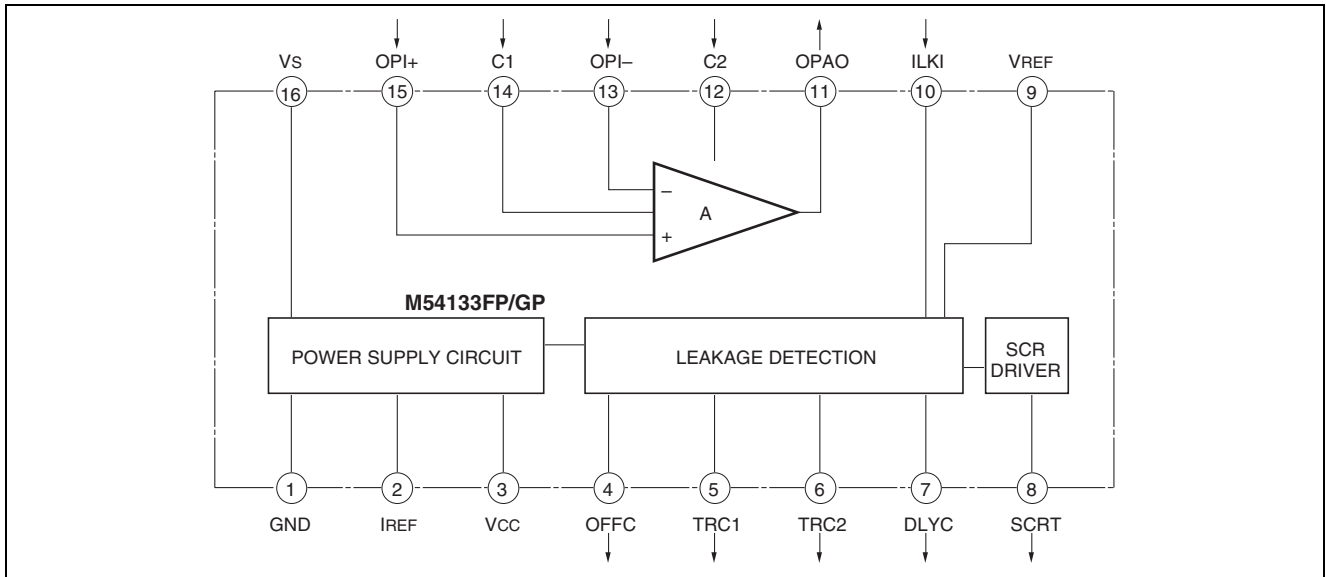 VS OPI+ C1 OPI– C2 OPAO ILKI VREF
16 15 14 13 12 11 10 9
–
A
+
M54133FP/GP
POWER SUPPLY CIRCUIT
LEAKAGE DETECTION
SCR
DRIVER
1 2 3 4 5 6 7 8
GND IREF VCC OFFC TRC1 TRC2 DLYC SCRT